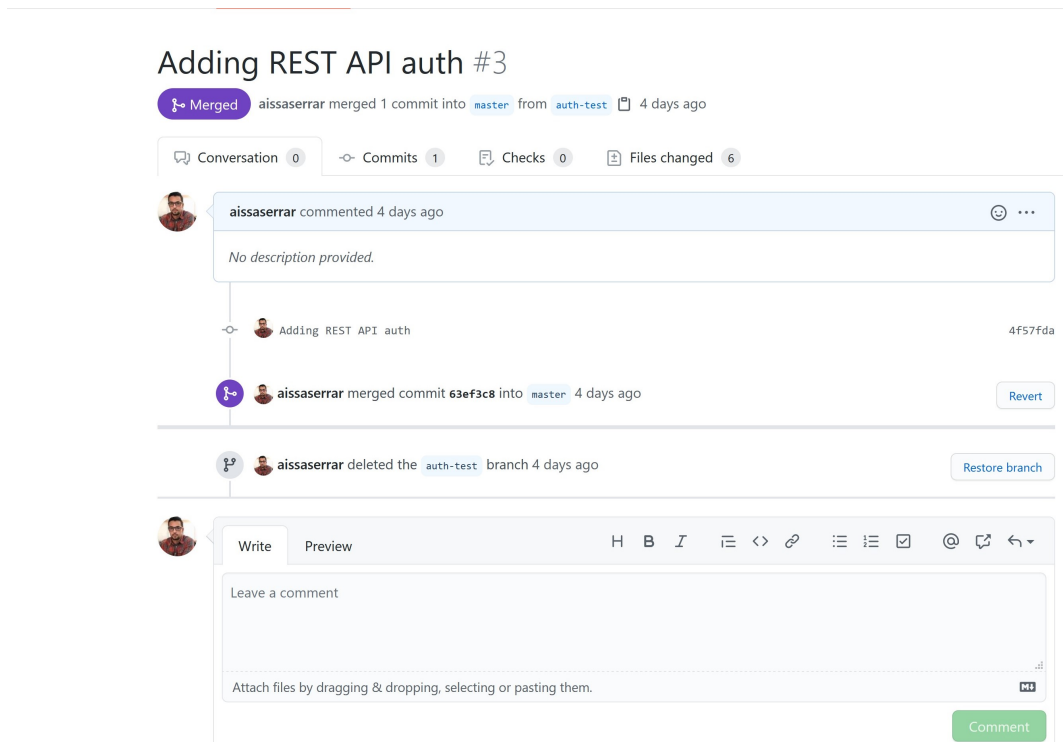 Adding REST API auth #3
Merged aissaserrar merged 1 commit into master from auth-test 4 days ago
Conversation 0 Commits 1 Checks 0 Files changed 6
aissaserrar commented 4 days ago
No description provided.
Adding REST API auth 4f57fda
aissaserrar merged commit 63ef3c8 into master 4 days ago Revert
aissaserrar deleted the auth-test branch 4 days ago Restore branch
Write Preview H B I @
Leave a comment
Attach files by dragging & dropping, selecting or pasting them. M
Comment